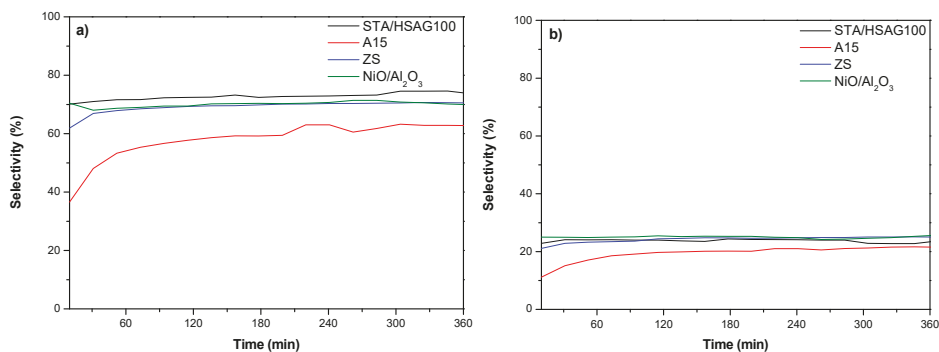 a)
STA/HSAG100
A15
ZS
NiO/Al₂O₃
Selectivity (%)
100
80
60
40
20
0
60 120 180 240 300 360
Time (min)
b)
STA/HSAG100
A15
ZS
NiO/Al₂O₃
Selectivity (%)
100
80
60
40
20
0
60 120 180 240 300 360
Time (min)